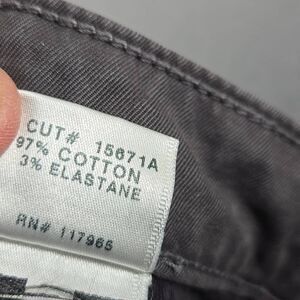 CUT# 15671A
97% COTTON
3% ELASTANE
RN# 117965